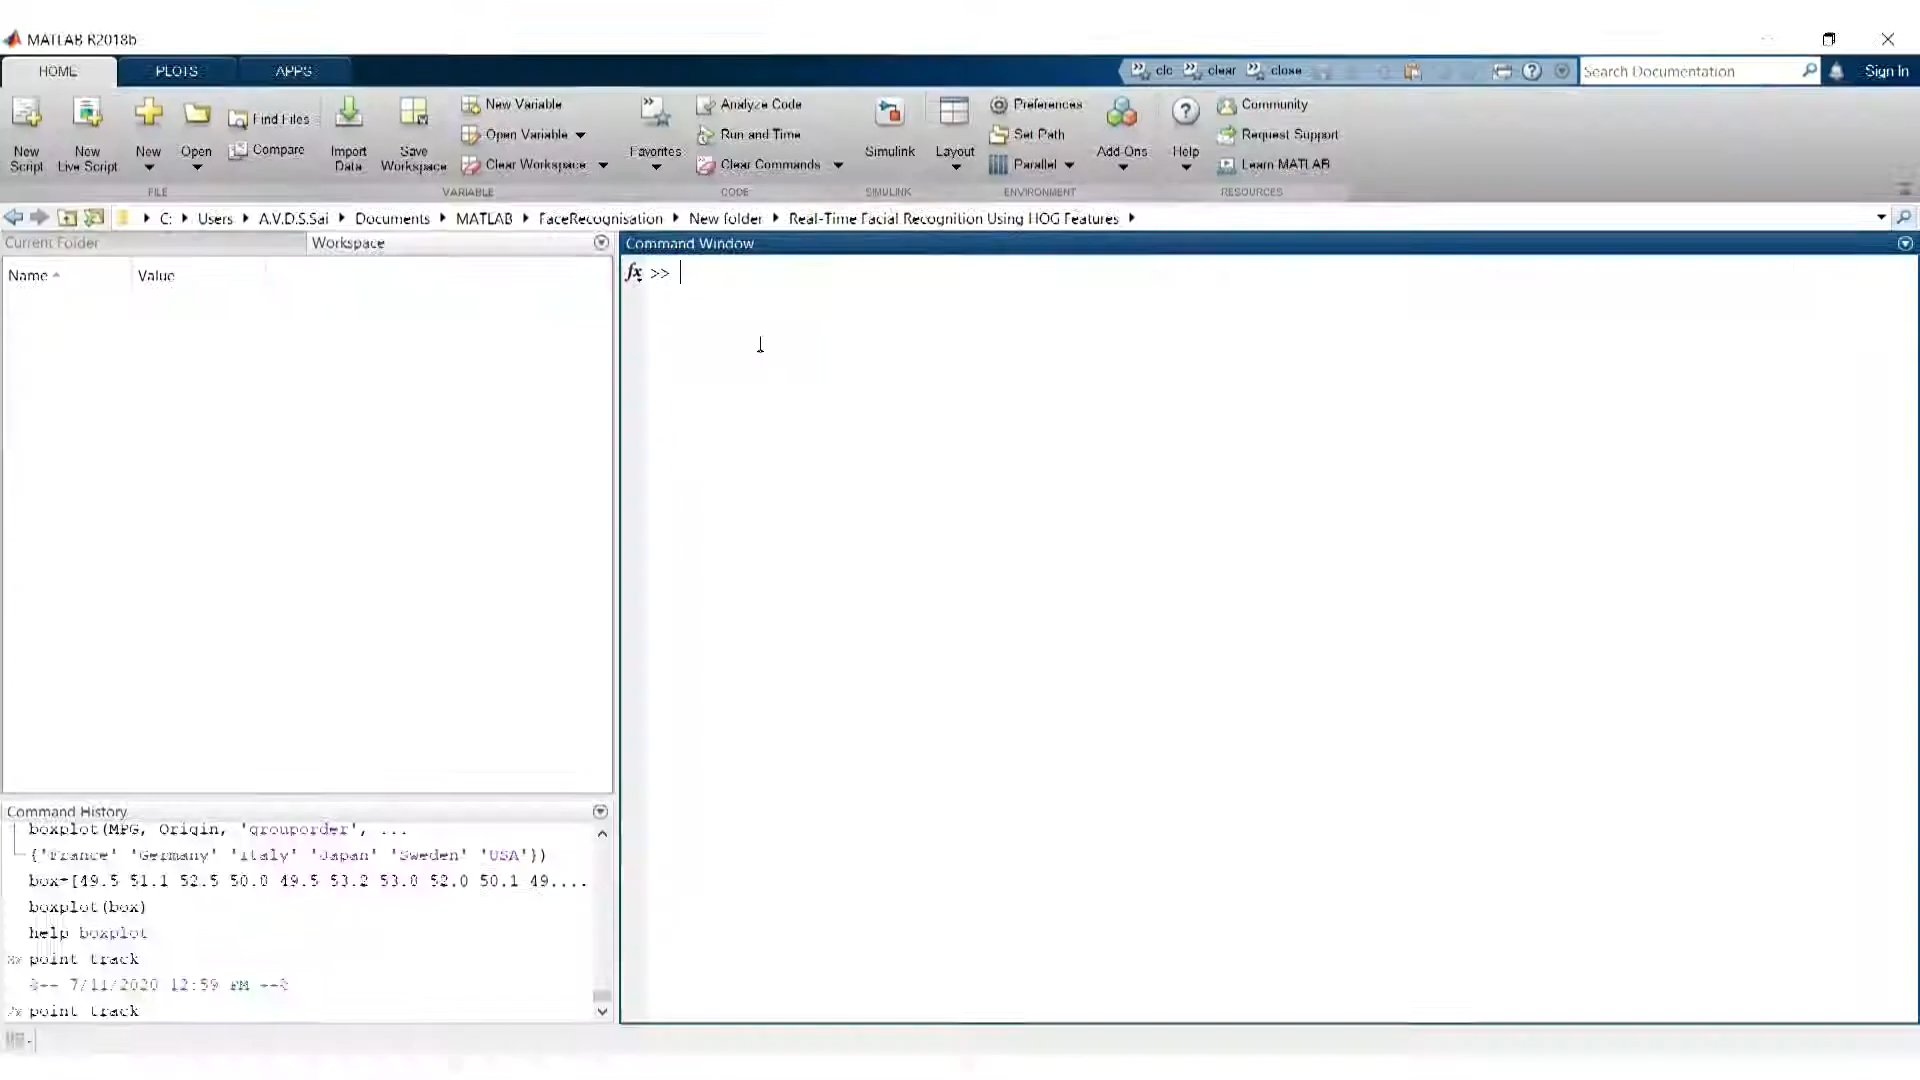 MATLAB R2018b
HOME PLOTS APPS
clc clear close
Search Documentation
Sign In
New Script
New Live Script
New
Open
Find Files
Compare
Import Data
Save Workspace
New Variable
Open Variable
Clear Workspace
Favorites
Analyze Code
Run and Time
Clear Commands
Simulink
Layout
Preferences
Set Path
Parallel
Add-Ons
Help
Community
Request Support
Learn MATLAB
FILE VARIABLE CODE SIMULINK ENVIRONMENT RESOURCES
C: Users A.V.D.S.Sai Documents MATLAB FaceRecognisation New folder Real-Time Facial Recognition Using HOG Features
Current Folder
Workspace
Command Window
Name Value
fx >>
Command History
boxplot(MPG, Origin, 'grouporder', ...
{'France' 'Germany' 'Italy' 'Japan' 'Sweden' 'USA'})
box=[49.5 51.1 52.5 50.0 49.5 53.2 53.0 52.0 50.1 49....
boxplot(box)
help boxplot
point track
%-- 7/11/2020 12:59 PM --%
point track